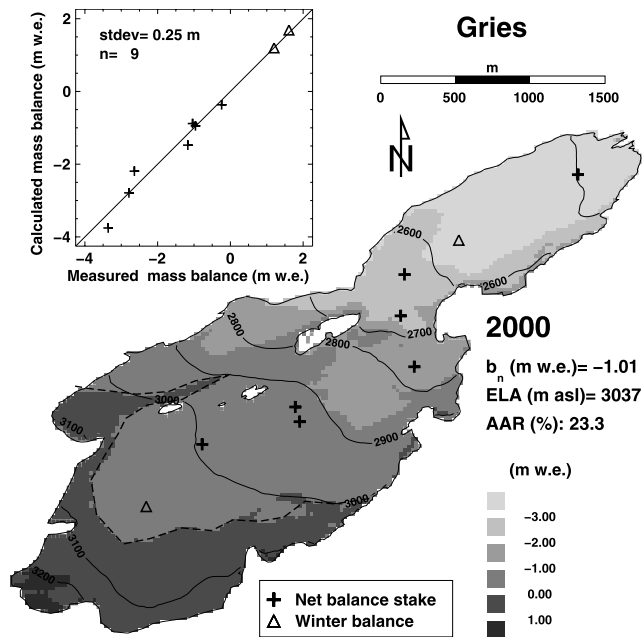 Gries
stdev= 0.25 m
n= 9
Calculated mass balance (m w.e.)
2
0
−2
−4
−4 −2 0 2
Measured mass balance (m w.e.)
m
0 500 1000 1500
N
2600
2600
2700
2800
2800
2900
3000
3000
3100
3100
3200
2000
bn (m w.e.)= −1.01
ELA (m asl)= 3037
AAR (%): 23.3
(m w.e.)
−3.00
−2.00
−1.00
0.00
1.00
Net balance stake
Winter balance